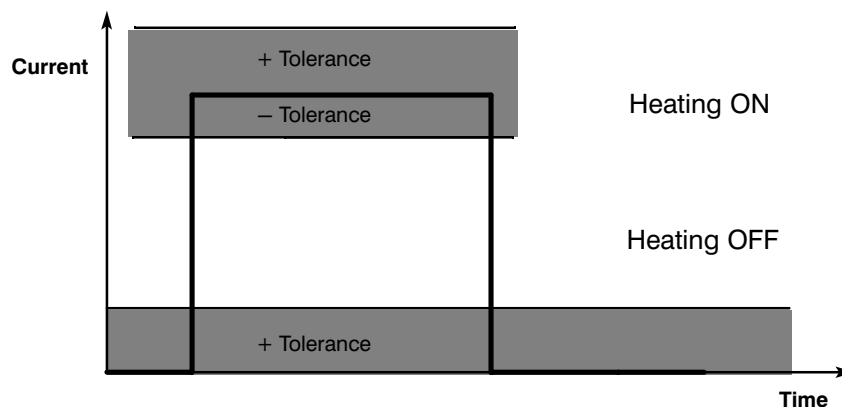 + Tolerance
Current
Heating ON
− Tolerance
Heating OFF
+ Tolerance
Time